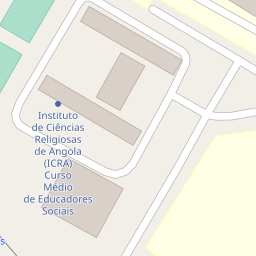 Instituto
de Ciências
Religiosas
de Angola
(ICRA)
Curso
Médio
de Educadores
Sociais